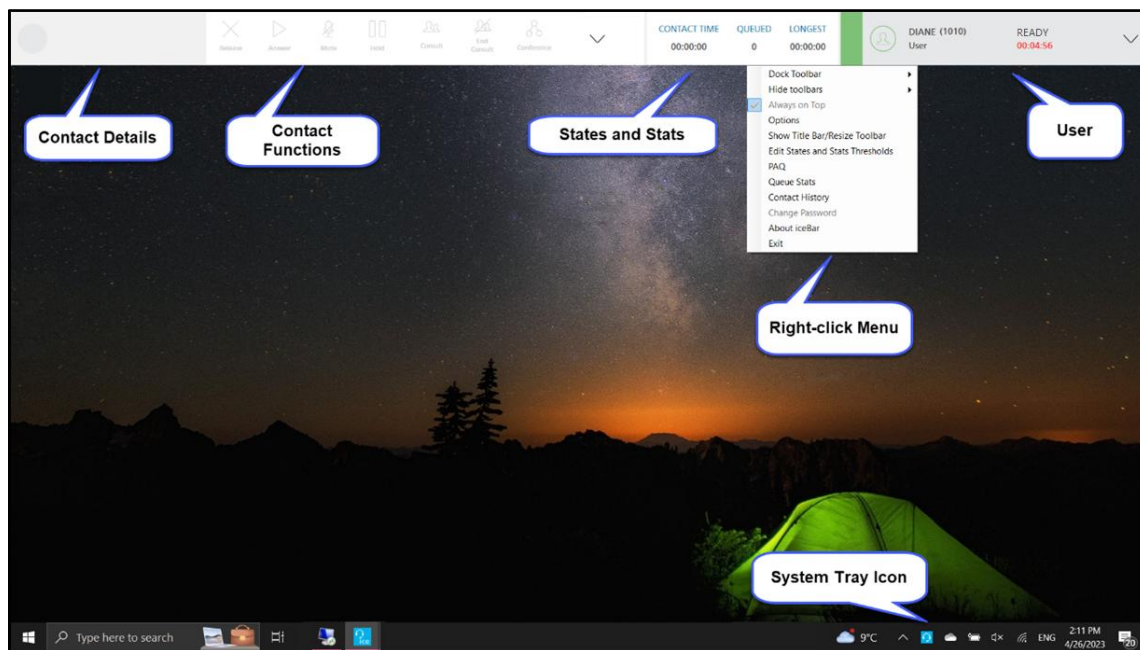 CONTACT TIME QUEUED LONGEST
00:00:00 0 00:00:00
DIANE (1010)
User
READY
00:04:56
Release Answer Mute Hold Consult End Consult Conference
Dock Toolbar
Hide toolbars
Always on Top
Options
Show Title Bar/Resize Toolbar
Edit States and Stats Thresholds
PAQ
Queue Stats
Contact History
Change Password
About iceBar
Exit
Contact Details
Contact
Functions
States and Stats
User
Right-click Menu
System Tray Icon
Type here to search
ice
9°C
ENG
2:11 PM
4/26/2023
20